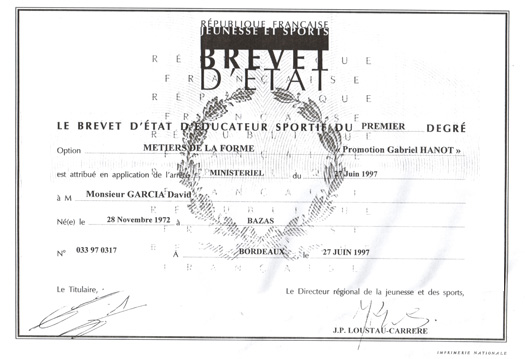 RÉPUBLIQUE FRANÇAISE
JEUNESSE ET SPORTS
BREVET
D'ÉTAT
LE BREVET D'ÉTAT D'ÉDUCATEUR SPORTIF DU PREMIER DEGRÉ
Option METIERS DE LA FORME « Promotion Gabriel HANOT »
est attribué en application de l'arrêté MINISTERIEL du 27 Juin 1997
à M Monsieur GARCIA David
Né(e) le 28 Novembre 1972 à BAZAS
N° 033 97 0317 A BORDEAUX le 27 JUIN 1997
Le Titulaire, Le Directeur régional de la jeunesse et des sports,
J.P. LOUSTAU-CARRERE
IMPRIMERIE NATIONALE